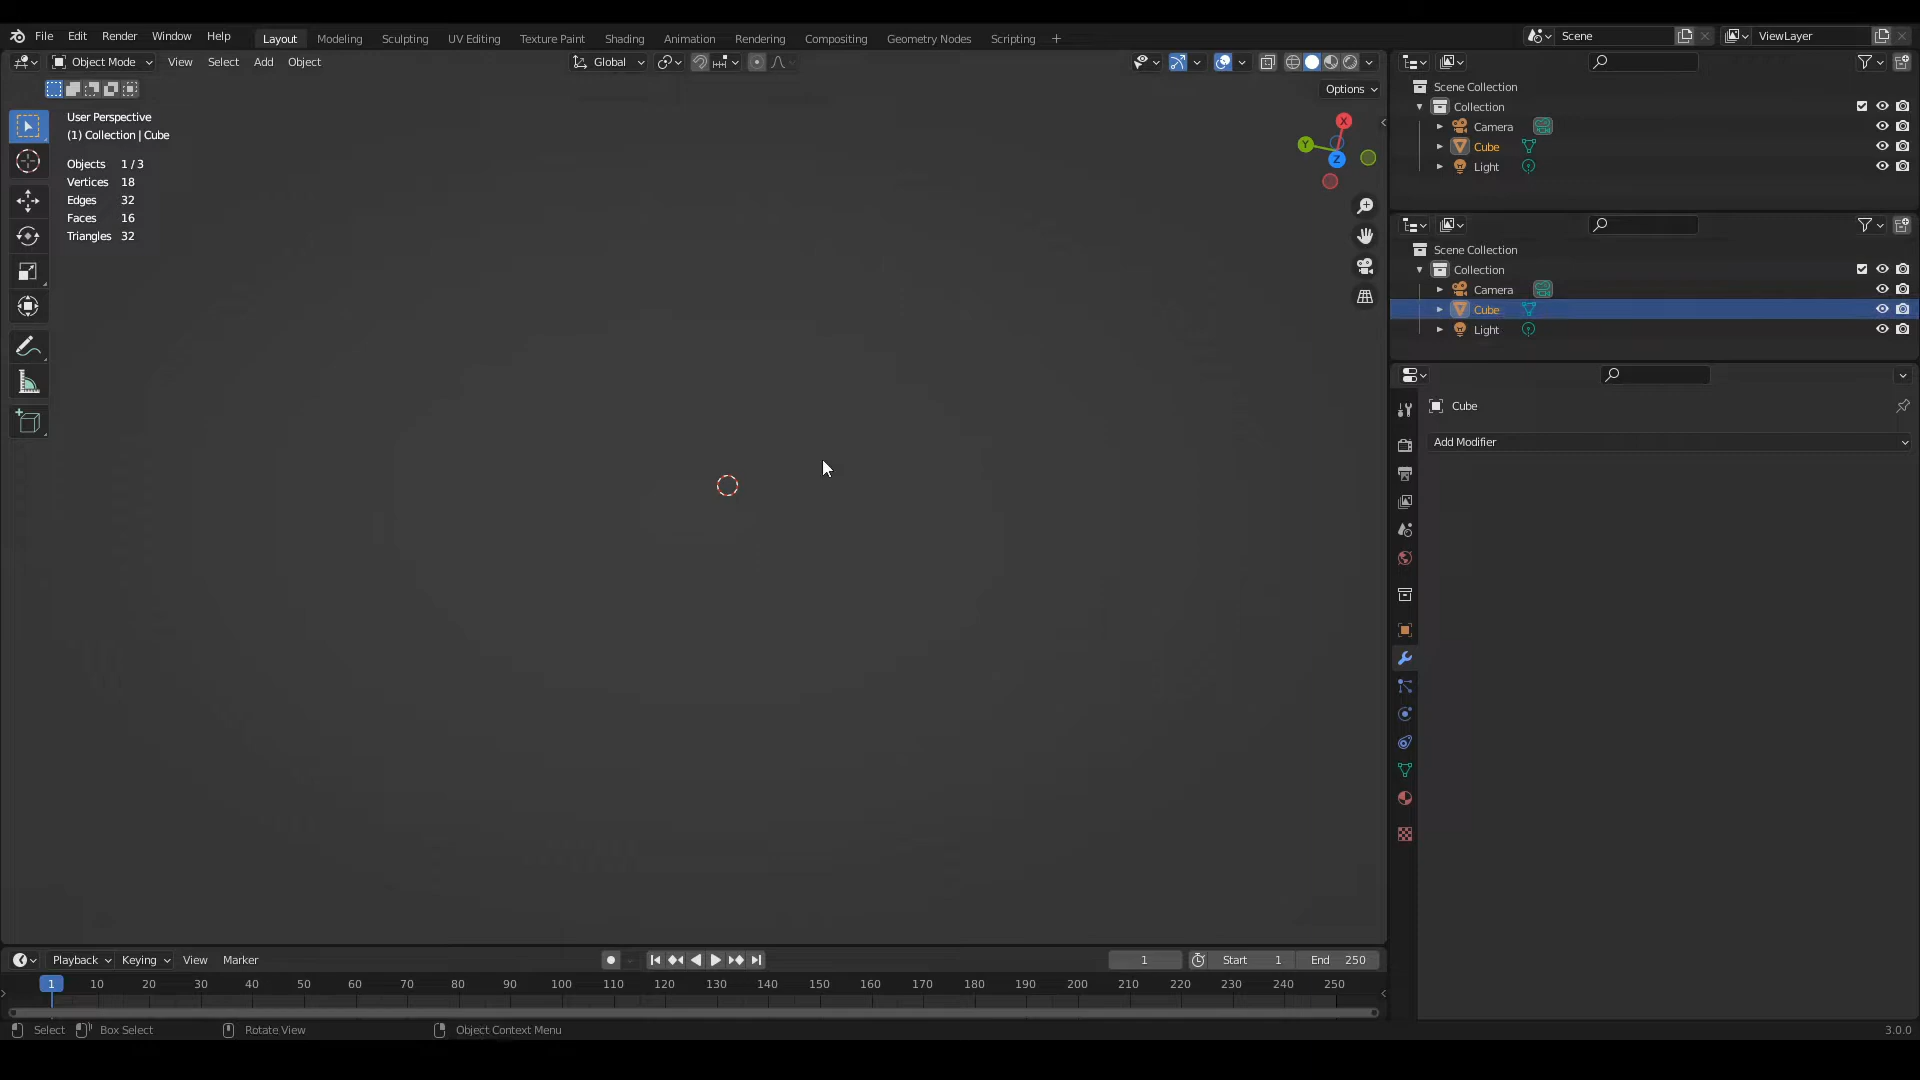 File Edit Render Window Help Layout Modeling Sculpting UV Editing Texture Paint Shading Animation Rendering Compositing Geometry Nodes Scripting + Scene ViewLayer
Object Mode View Select Add Object Global
Options
User Perspective
(1) Collection | Cube
Objects 1 / 3
Vertices 18
Edges 32
Faces 16
Triangles 32
X
Y
Z
Scene Collection
Collection
Camera
Cube
Light
Scene Collection
Collection
Camera
Cube
Light
Cube
Add Modifier
Playback Keying View Marker 1 Start 1 End 250
1 10 20 30 40 50 60 70 80 90 100 110 120 130 140 150 160 170 180 190 200 210 220 230 240 250
Select Box Select Rotate View Object Context Menu 3.0.0